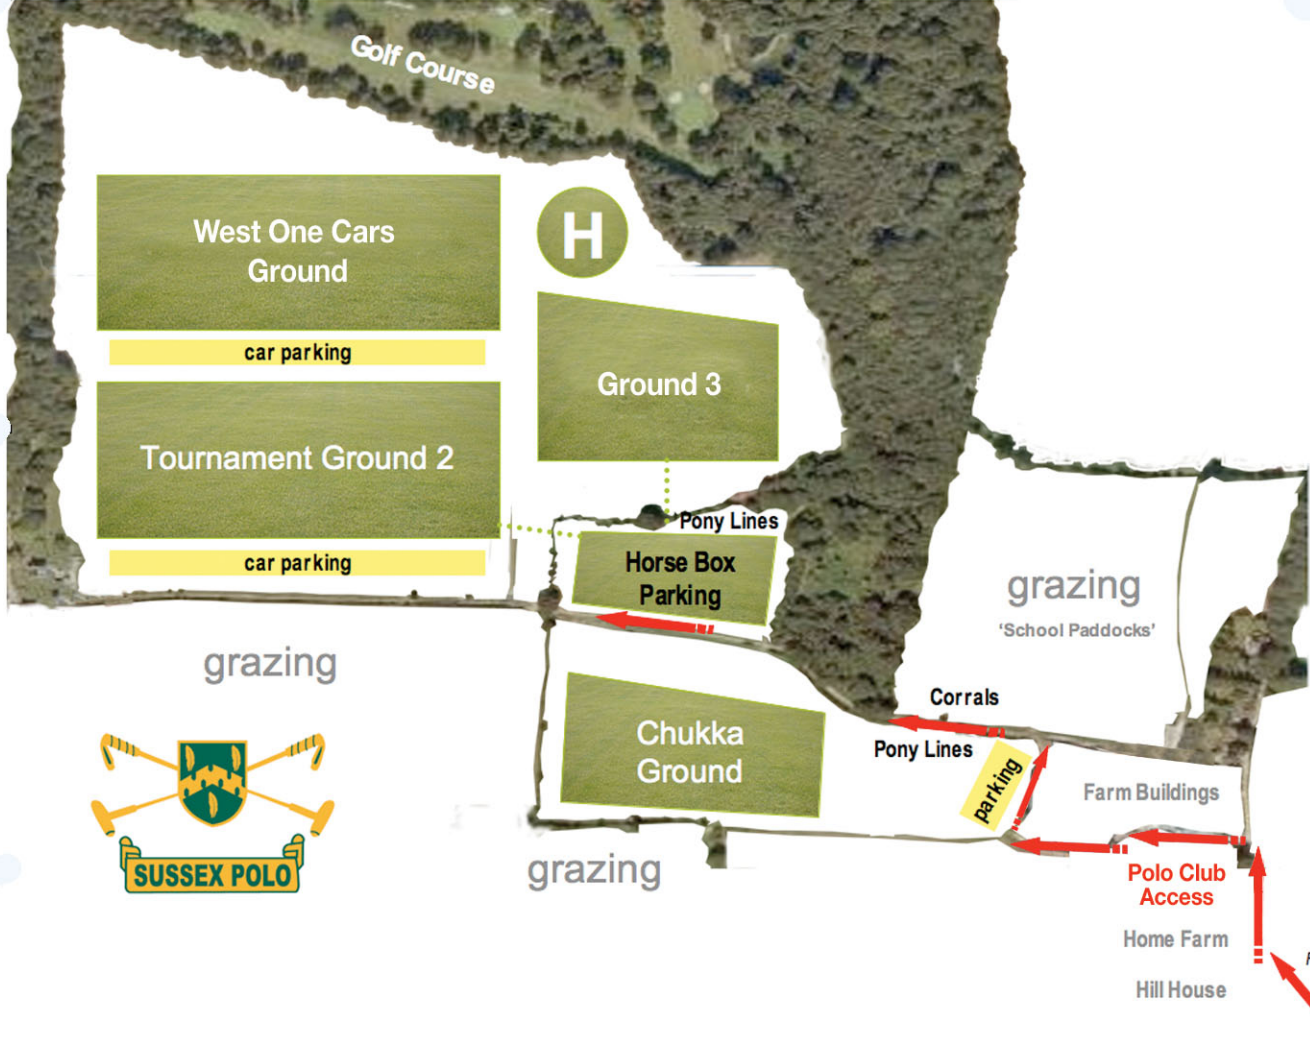 Golf Course
West One Cars
Ground
H
car parking
Ground 3
Tournament Ground 2
Pony Lines
car parking
Horse Box
Parking
grazing
'School Paddocks'
grazing
Corrals
Chukka
Ground
Pony Lines
parking
Farm Buildings
SUSSEX POLO
grazing
Polo Club
Access
Home Farm
Hill House